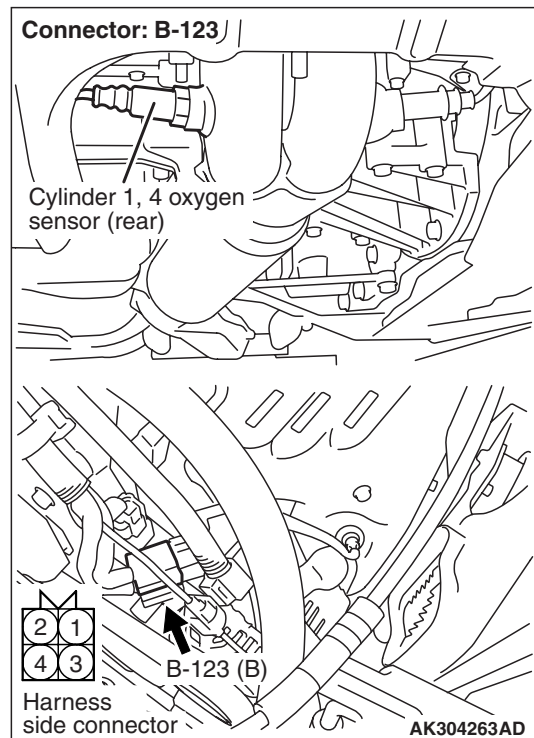 Connector: B-123
Cylinder 1, 4 oxygen
sensor (rear)
2 1
4 3
B-123 (B)
Harness
side connector
AK304263AD